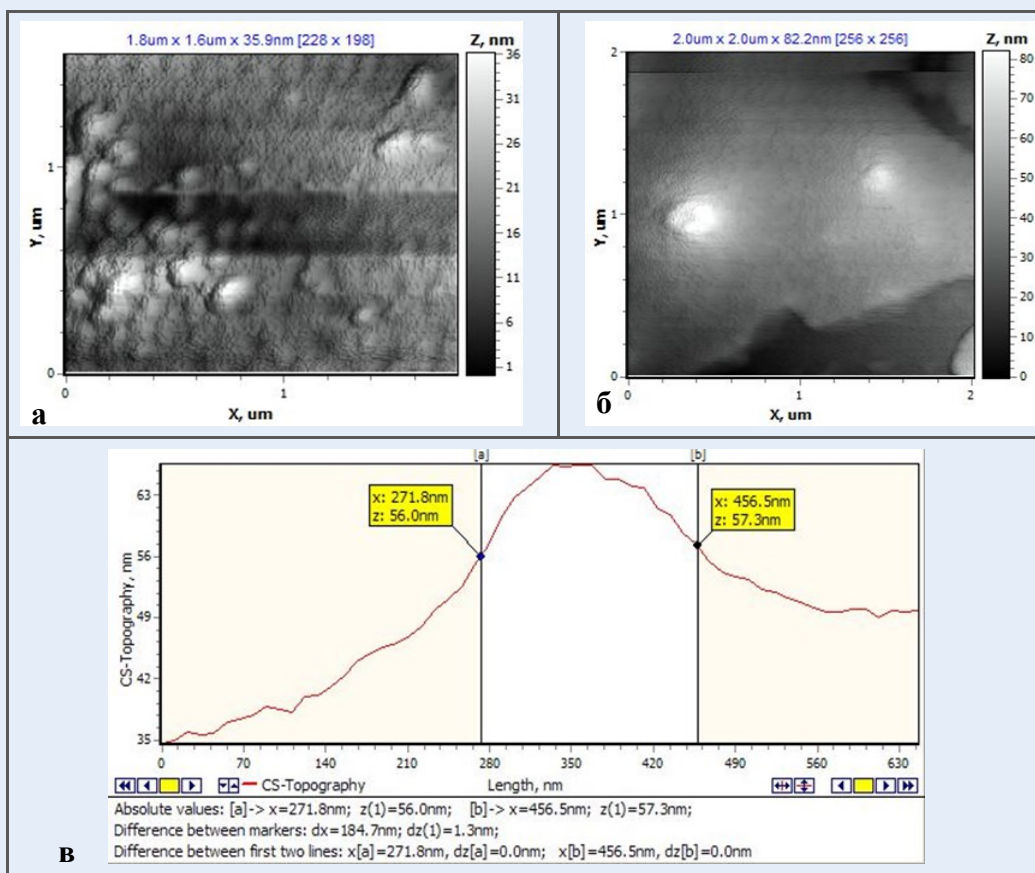 1.8um x 1.6um x 35.9nm [228 x 198]
Z, nm
36
31
26
21
16
11
6
1
Y, um
1
0
0
1
X, um
а
2.0um x 2.0um x 82.2nm [256 x 256]
Z, nm
80
70
60
50
40
30
20
10
0
Y, um
2
1
0
0
1
2
X, um
б
[a]
[b]
x: 271.8nm
z: 56.0nm
x: 456.5nm
z: 57.3nm
CS-Topography, nm
63
56
49
42
35
0
70
140
210
280
350
420
490
560
630
CS-Topography
Length, nm
Absolute values: [a]-> x=271.8nm; z(1)=56.0nm; [b]-> x=456.5nm; z(1)=57.3nm;
Difference between markers: dx=184.7nm; dz(1)=1.3nm;
Difference between first two lines: x[a]=271.8nm, dz[a]=0.0nm; x[b]=456.5nm, dz[b]=0.0nm
в